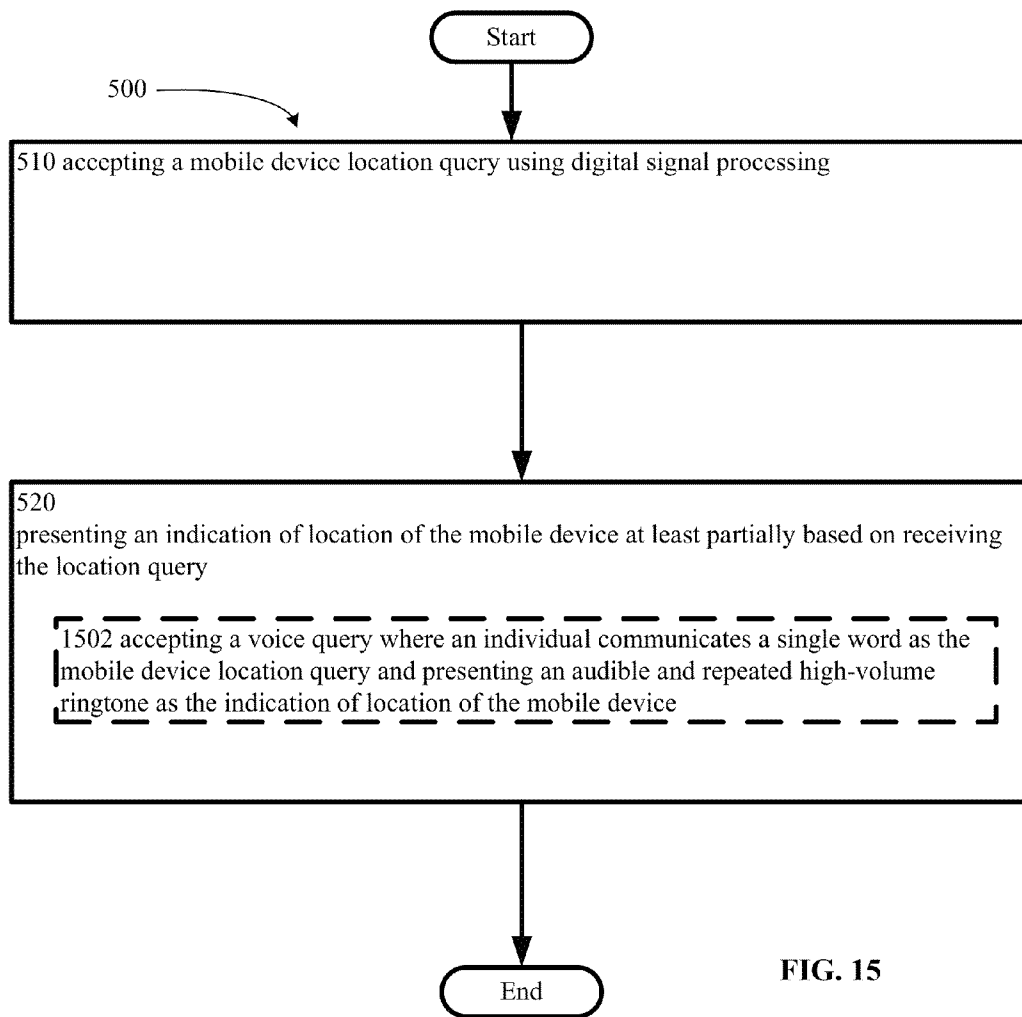 Start
500
510 accepting a mobile device location query using digital signal processing
520
presenting an indication of location of the mobile device at least partially based on receiving
the location query
1502 accepting a voice query where an individual communicates a single word as the
mobile device location query and presenting an audible and repeated high-volume
ringtone as the indication of location of the mobile device
End
FIG. 15